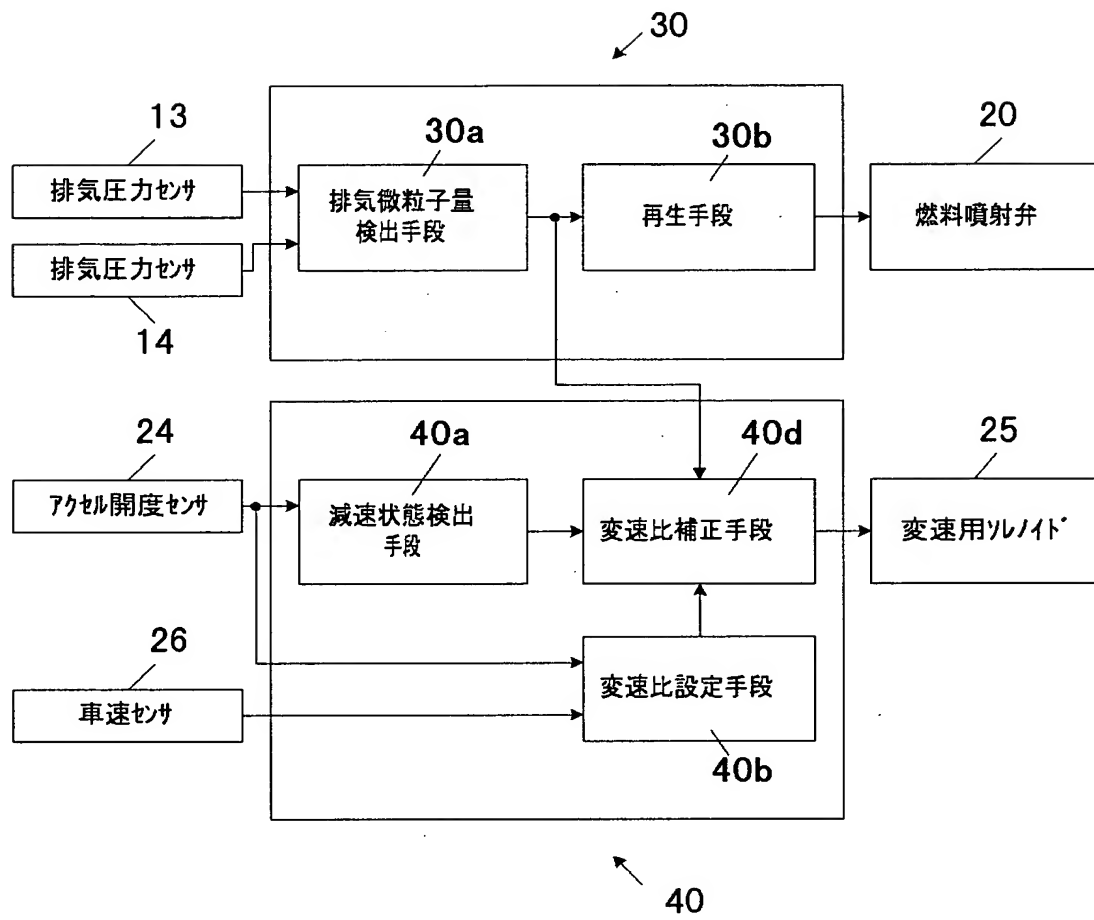 30
13
30a
30b
20
排気圧力ｾﾝｻ
排気微粒子量
検出手段
再生手段
燃料噴射弁
排気圧力ｾﾝｻ
14
24
40a
40d
25
ｱｸｾﾙ開度ｾﾝｻ
減速状態検出
手段
変速比補正手段
変速用ｿﾚﾉｲﾄﾞ
26
車速ｾﾝｻ
変速比設定手段
40b
40